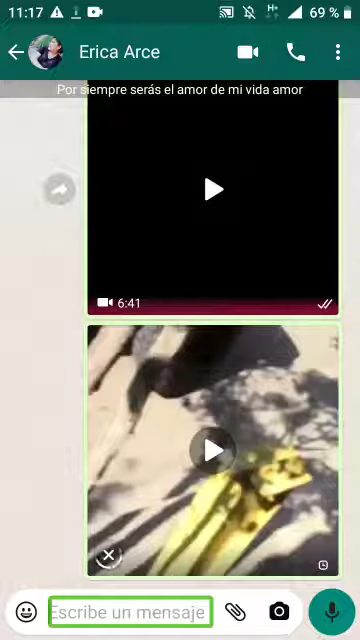 11:17
H+
69 %
Erica Arce
Por siempre serás el amor de mi vida amor
6:41
Escribe un mensaje